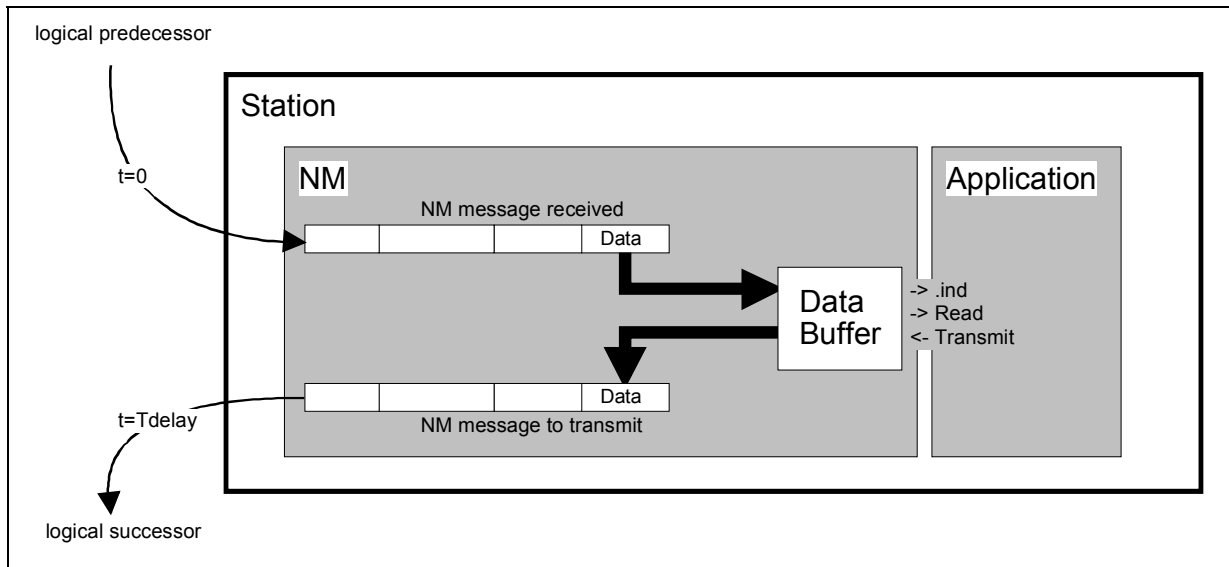 logical predecessor
Station
t=0
NM
Application
NM message received
Data
Data
Buffer
-> .ind
-> Read
<- Transmit
Data
t=Tdelay
NM message to transmit
logical successor